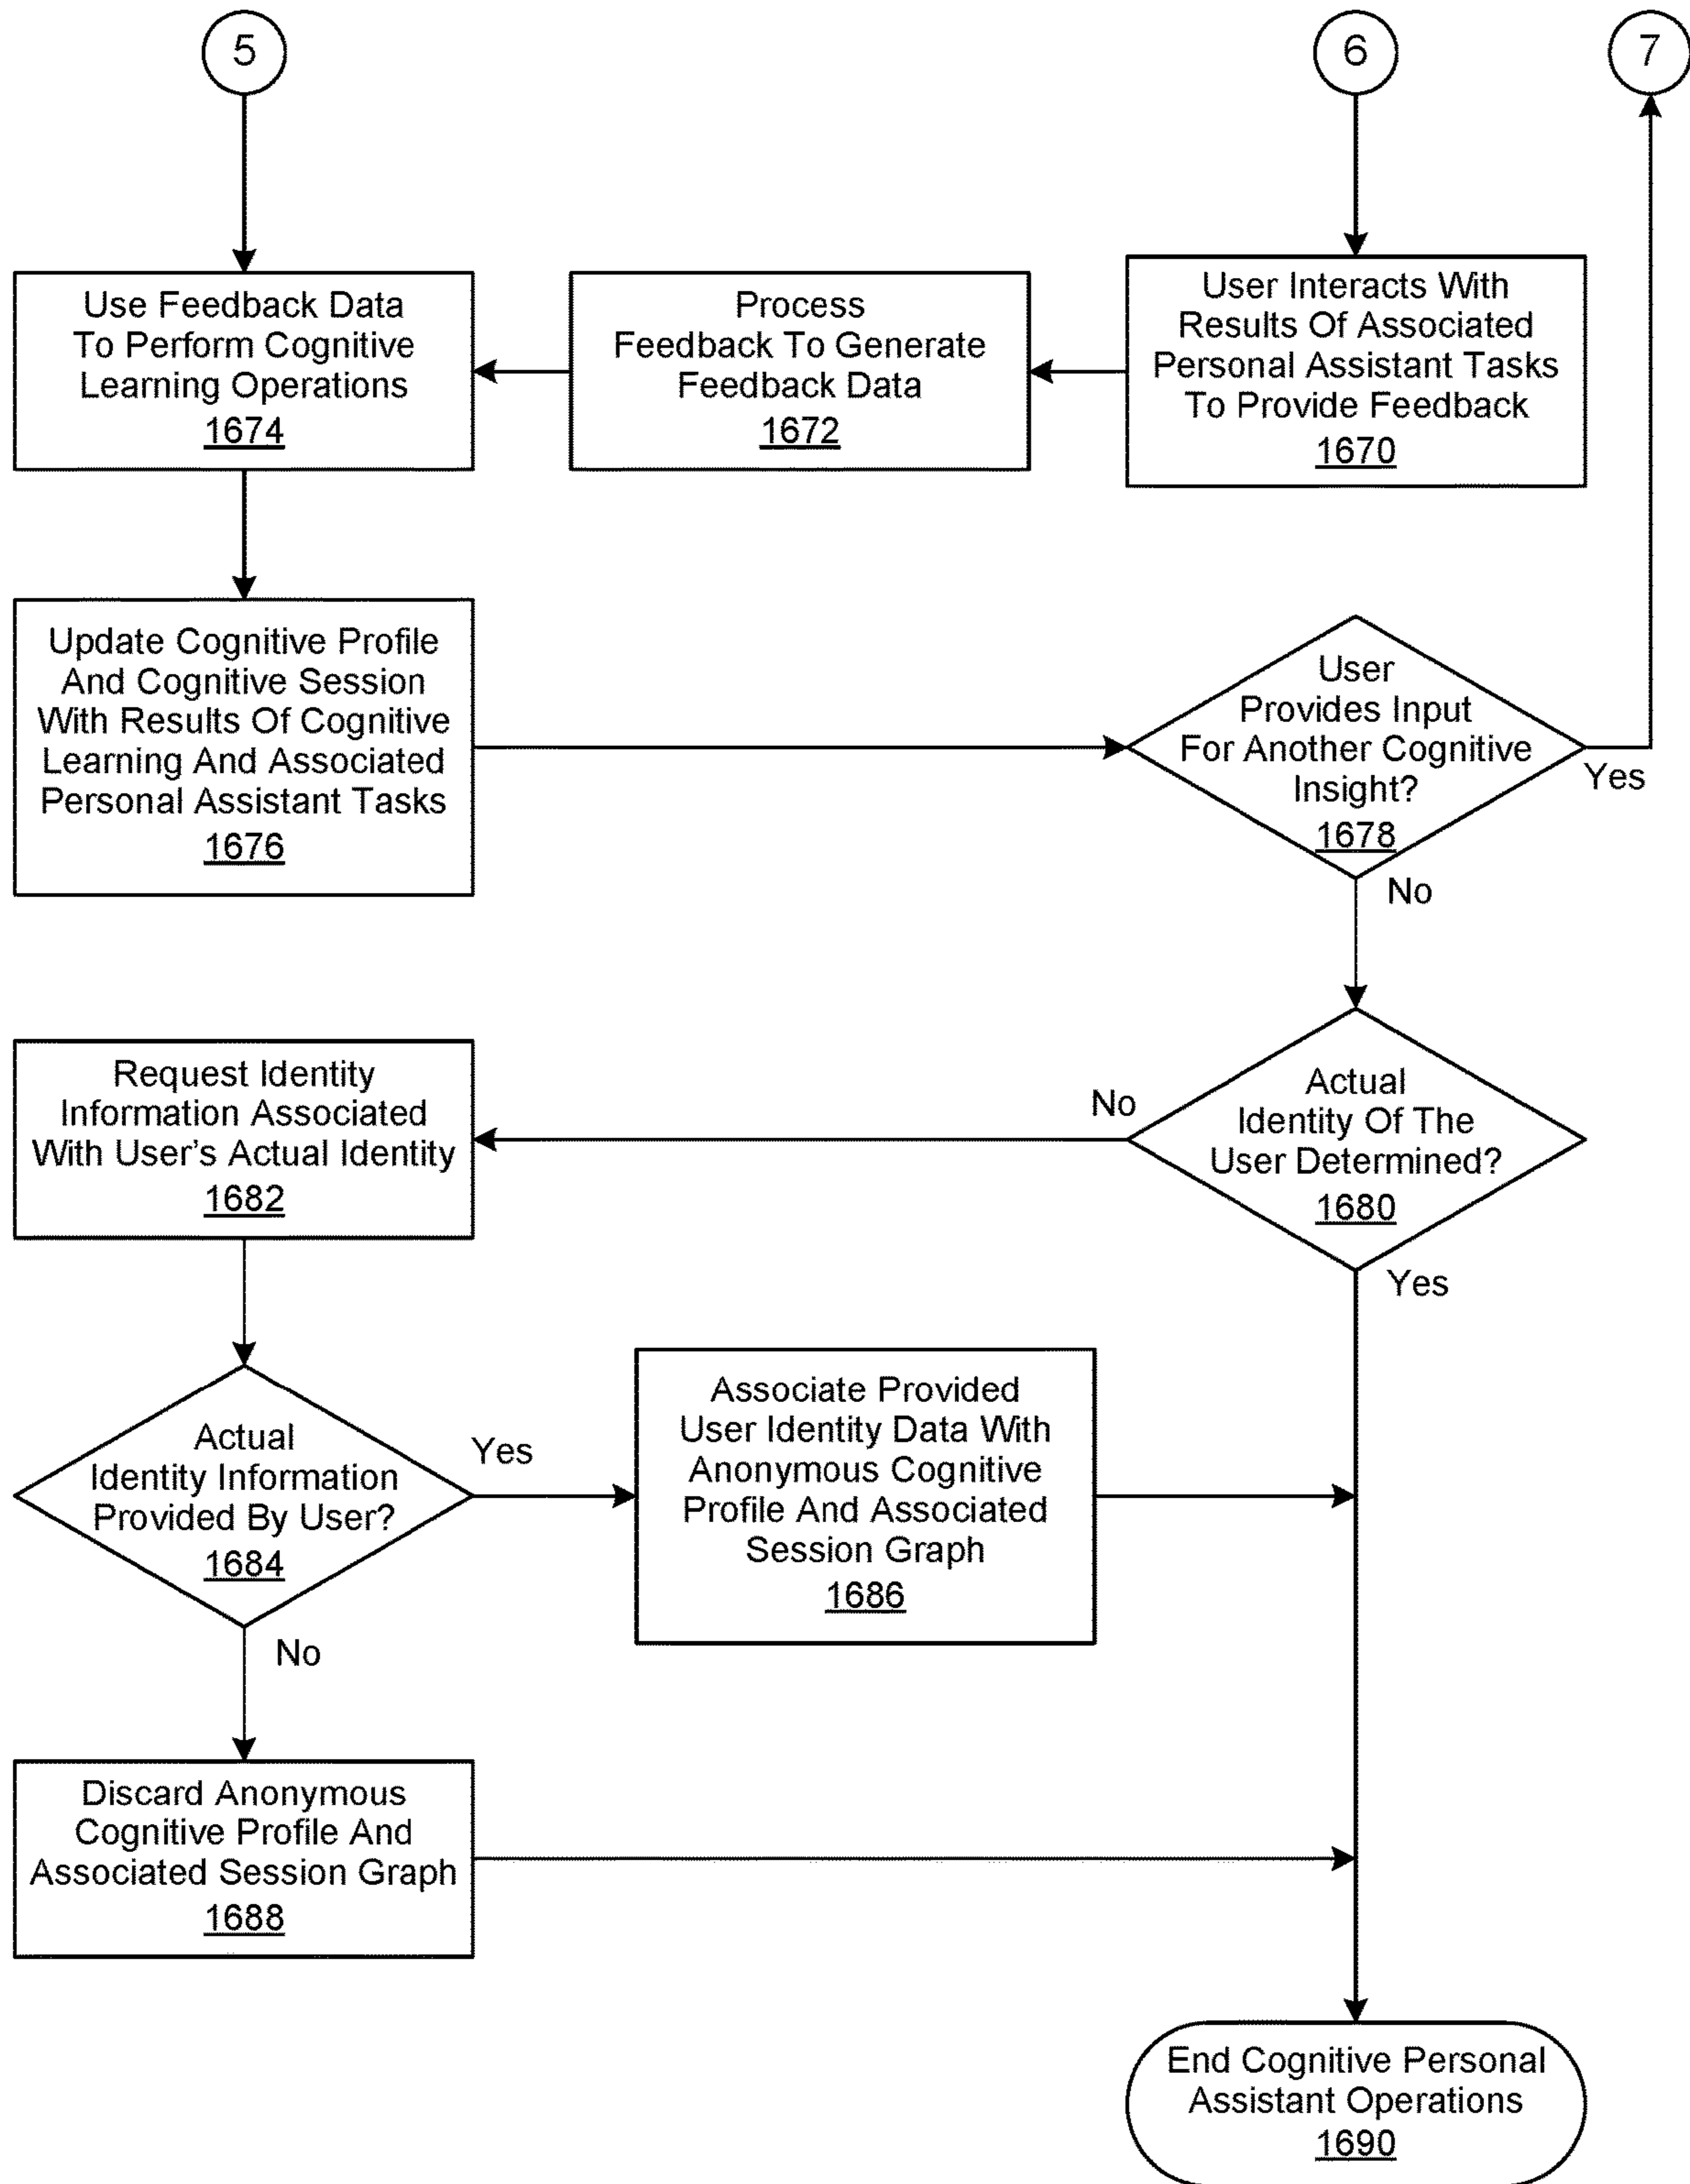 5
6
7
Use Feedback Data
To Perform Cognitive
Learning Operations
1674
Process
Feedback To Generate
Feedback Data
1672
User Interacts With
Results Of Associated
Personal Assistant Tasks
To Provide Feedback
1670
Update Cognitive Profile
And Cognitive Session
With Results Of Cognitive
Learning And Associated
Personal Assistant Tasks
1676
User
Provides Input
For Another Cognitive
Insight?
1678
Yes
No
Request Identity
Information Associated
With User's Actual Identity
1682
No
Actual
Identity Of The
User Determined?
1680
Yes
Actual
Identity Information
Provided By User?
1684
Yes
No
Associate Provided
User Identity Data With
Anonymous Cognitive
Profile And Associated
Session Graph
1686
Discard Anonymous
Cognitive Profile And
Associated Session Graph
1688
End Cognitive Personal
Assistant Operations
1690